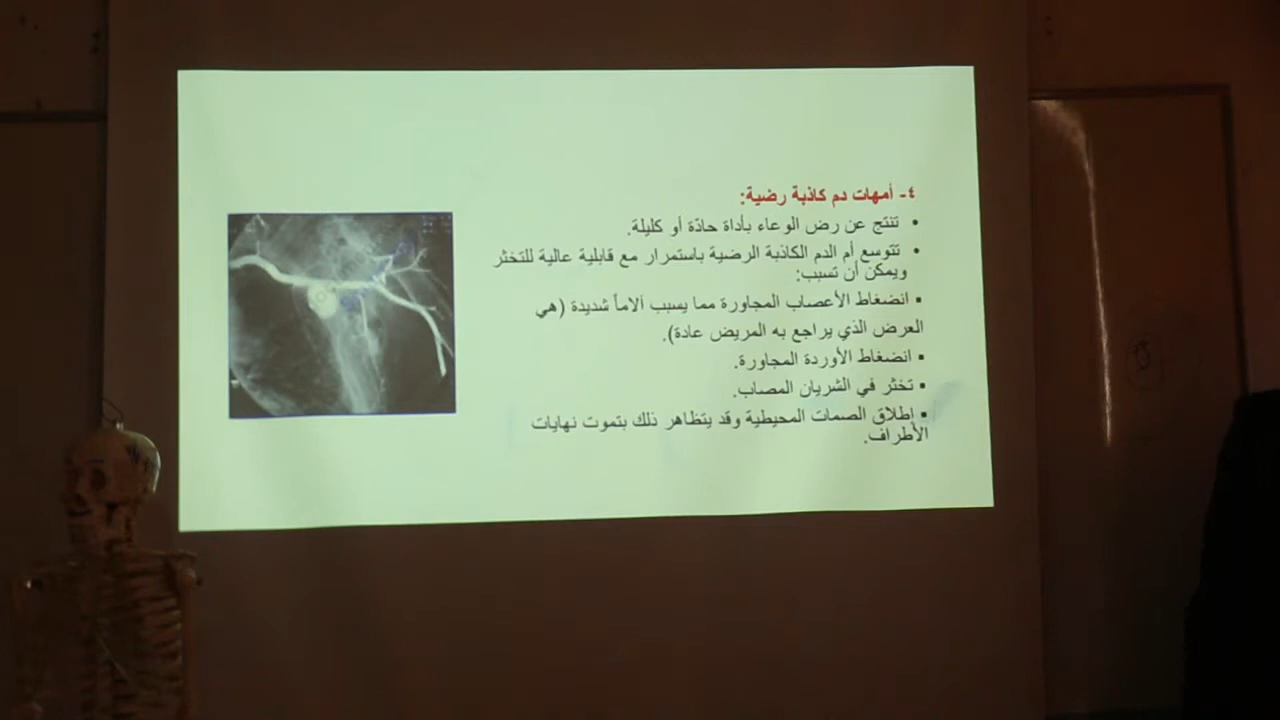 ٤- أمهات دم كاذبة رضية:
• تنتج عن رض الوعاء بأداة حادّة أو كليلة.
• تتوسع أم الدم الكاذبة الرضية باستمرار مع قابلية عالية للتخثر
ويمكن أن تسبب:
▪ انضغاط الأعصاب المجاورة مما يسبب آلاماً شديدة (هي
العرض الذي يراجع به المريض عادة).
▪ انضغاط الأوردة المجاورة.
▪ تخثر في الشريان المصاب.
▪ إطلاق الصمات المحيطية وقد يتظاهر ذلك بتموت نهايات
الأطراف.